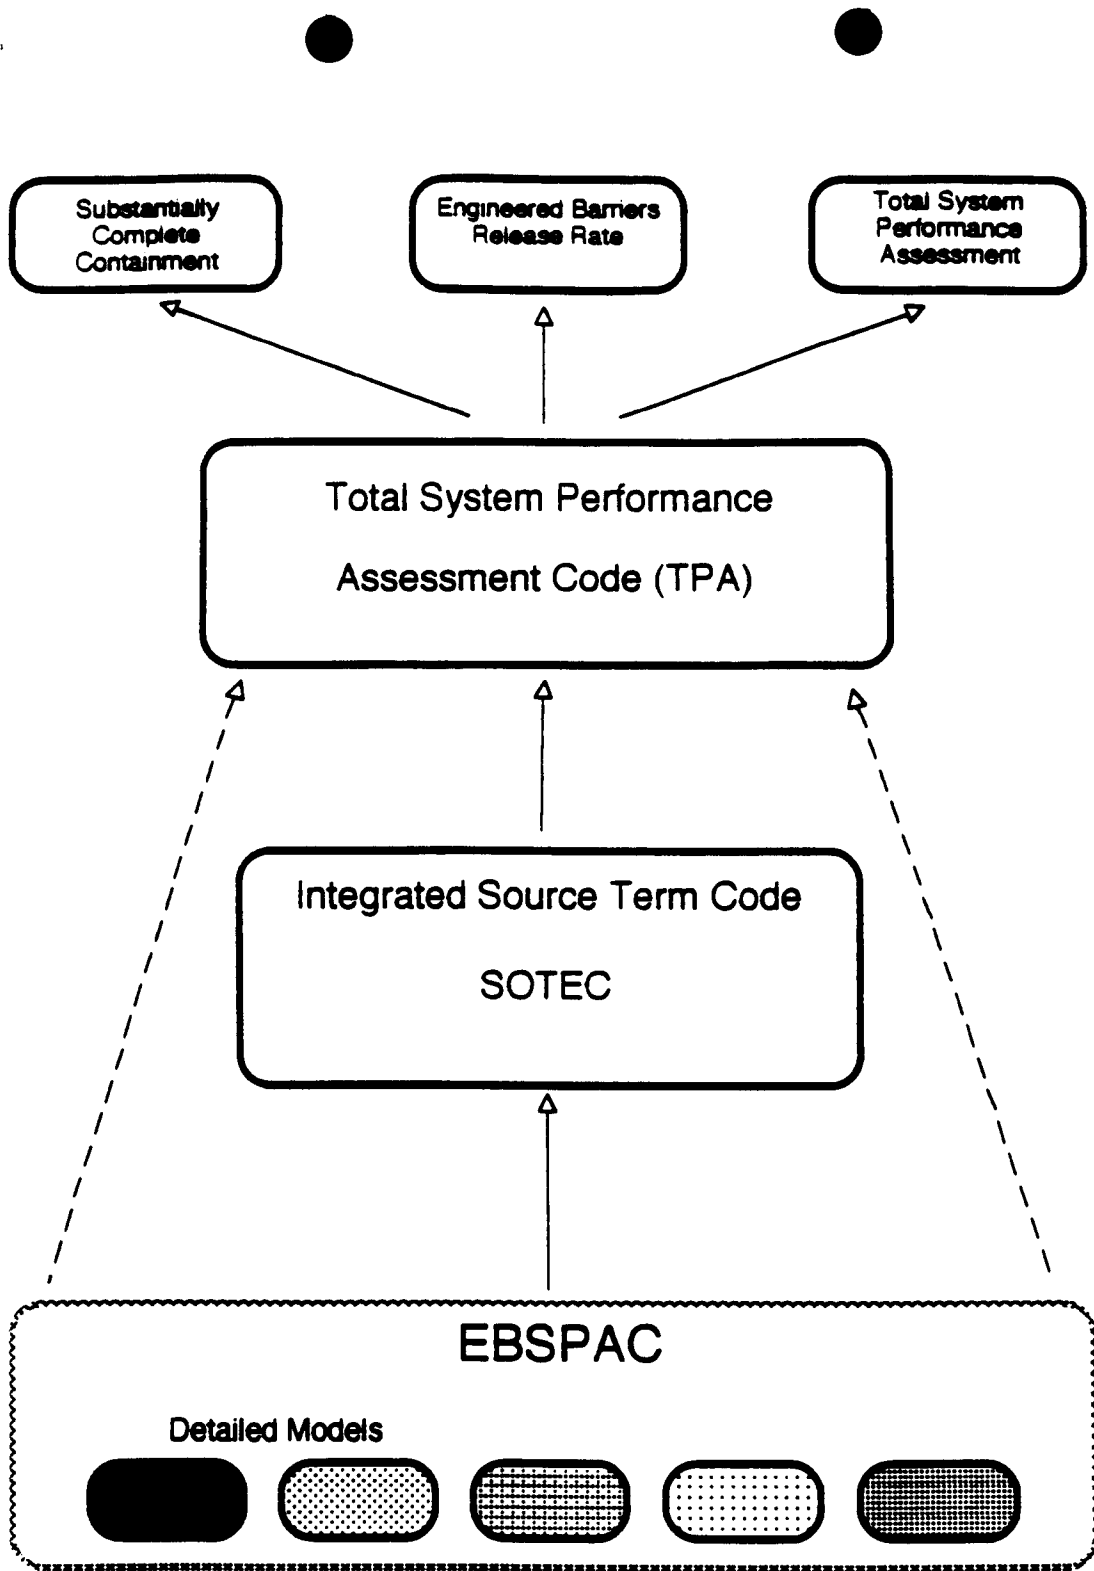 Substantially
Complete
Containment
Engineered Barriers
Release Rate
Total System
Performance
Assessment
Total System Performance
Assessment Code (TPA)
Integrated Source Term Code
SOTEC
EBSPAC
Detailed Models